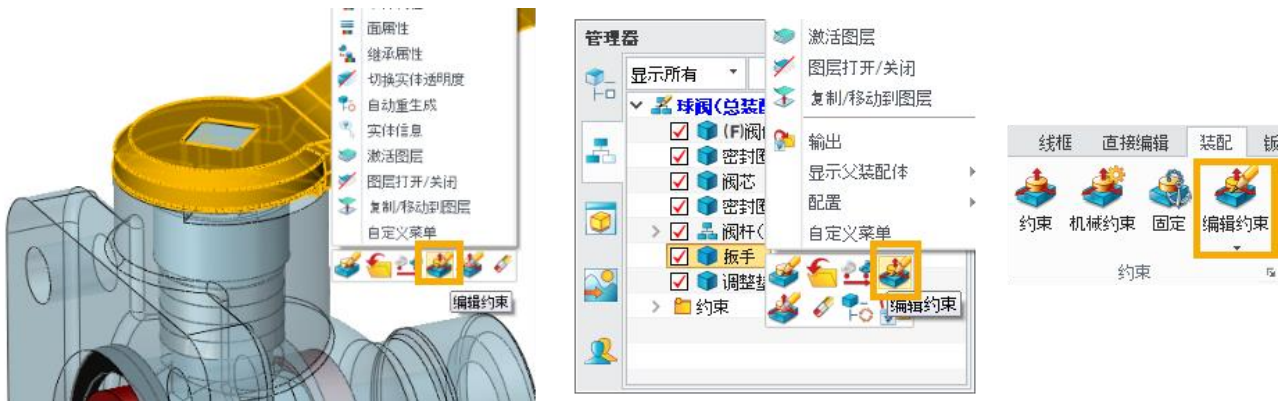 面属性
继承属性
切换实体透明度
自动重生成
实体信息
激活图层
图层打开/关闭
复制/移动到图层
自定义菜单
编辑约束
管理器
显示所有
球阀(总装配
(F)阀体
密封圈
阀芯
密封圈
阀杆(
扳手
调整垫
约束
激活图层
图层打开/关闭
复制/移动到图层
输出
显示父装配体
配置
自定义菜单
编辑约束
线框 直接编辑 装配 钣
约束 机械约束 固定 编辑约束
约束